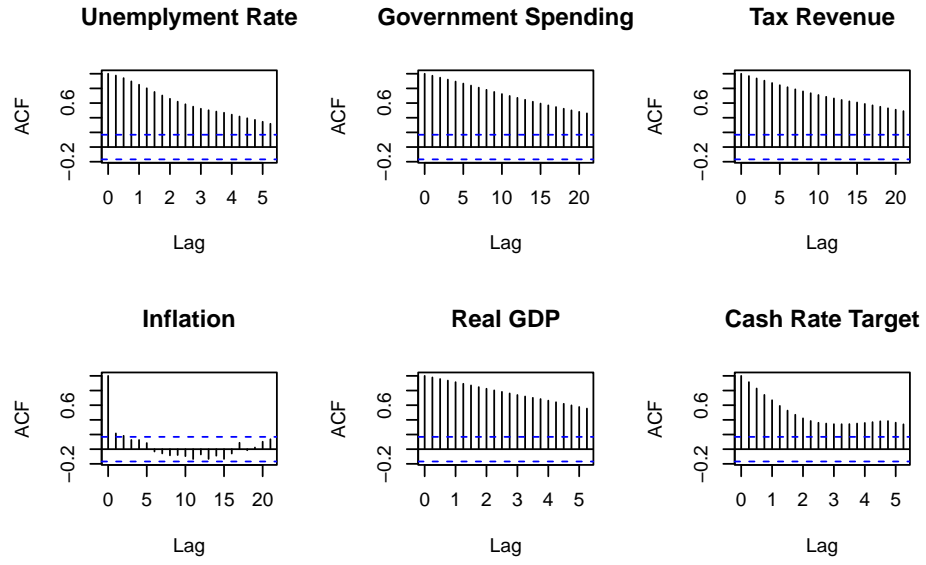 Unemplyment Rate
ACF
−0.2 0.6
0 1 2 3 4 5
Lag
Government Spending
ACF
−0.2 0.6
0 5 10 15 20
Lag
Tax Revenue
ACF
−0.2 0.6
0 5 10 15 20
Lag
Inflation
ACF
−0.2 0.6
0 5 10 15 20
Lag
Real GDP
ACF
−0.2 0.6
0 1 2 3 4 5
Lag
Cash Rate Target
ACF
−0.2 0.6
0 1 2 3 4 5
Lag